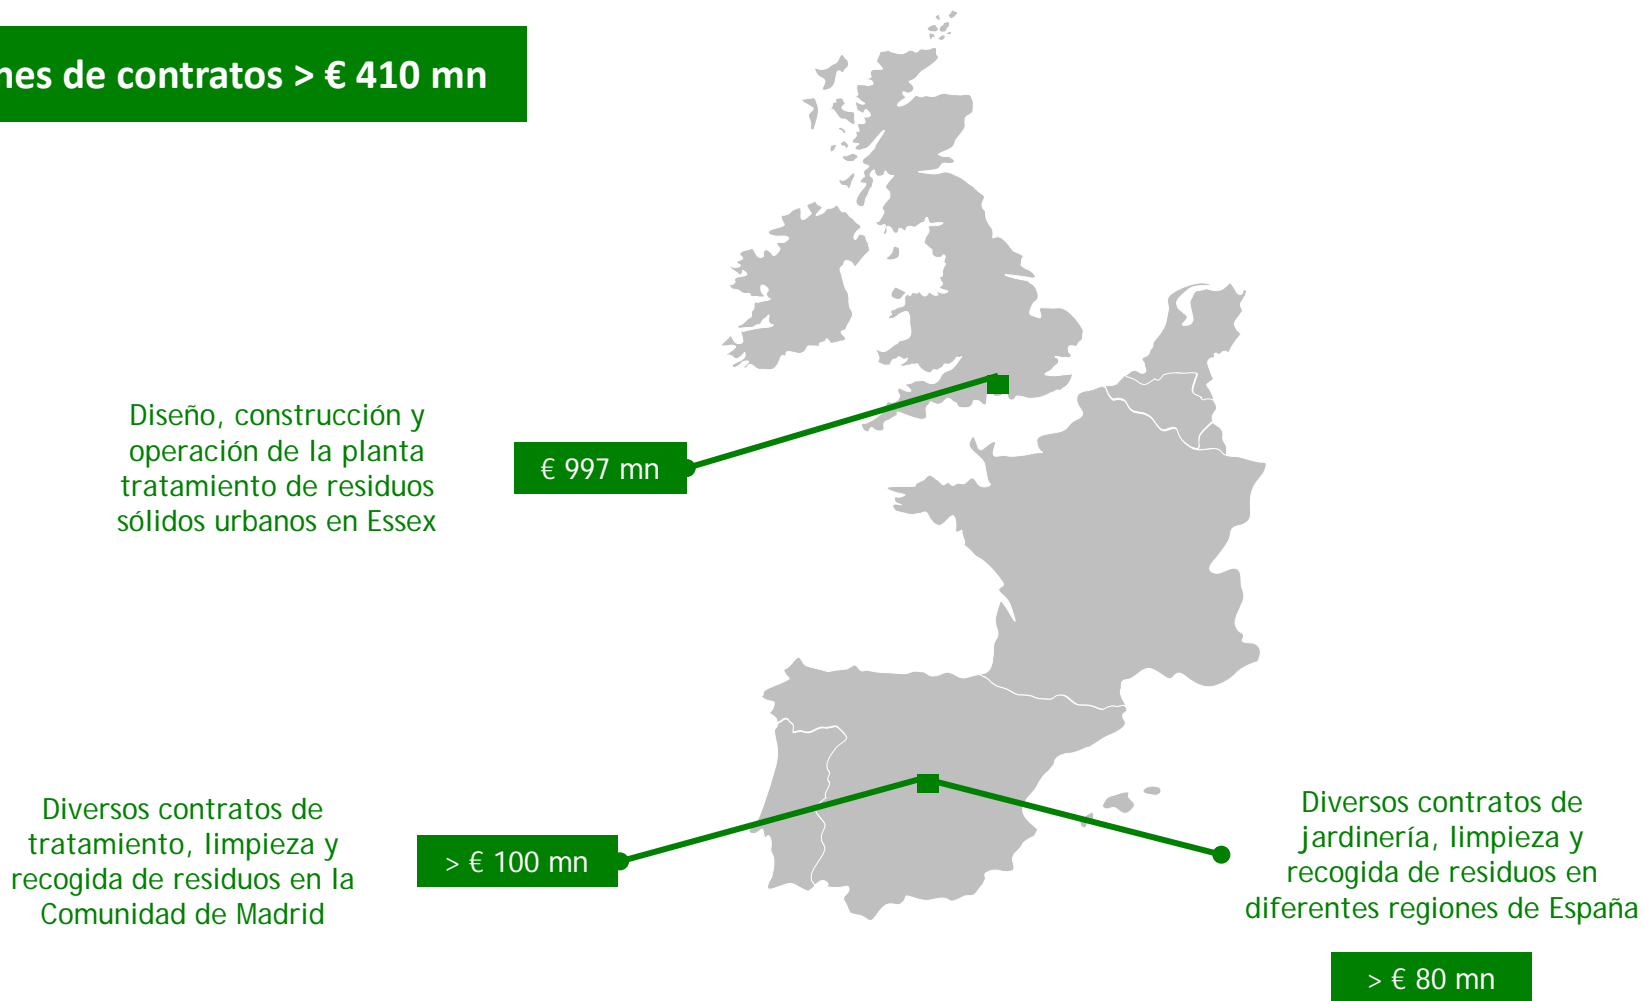 nes de contratos > € 410 mn
Diseño, construcción y
operación de la planta
tratamiento de residuos
sólidos urbanos en Essex
€ 997 mn
Diversos contratos de
tratamiento, limpieza y
recogida de residuos en la
Comunidad de Madrid
> € 100 mn
Diversos contratos de
jardinería, limpieza y
recogida de residuos en
diferentes regiones de España
> € 80 mn